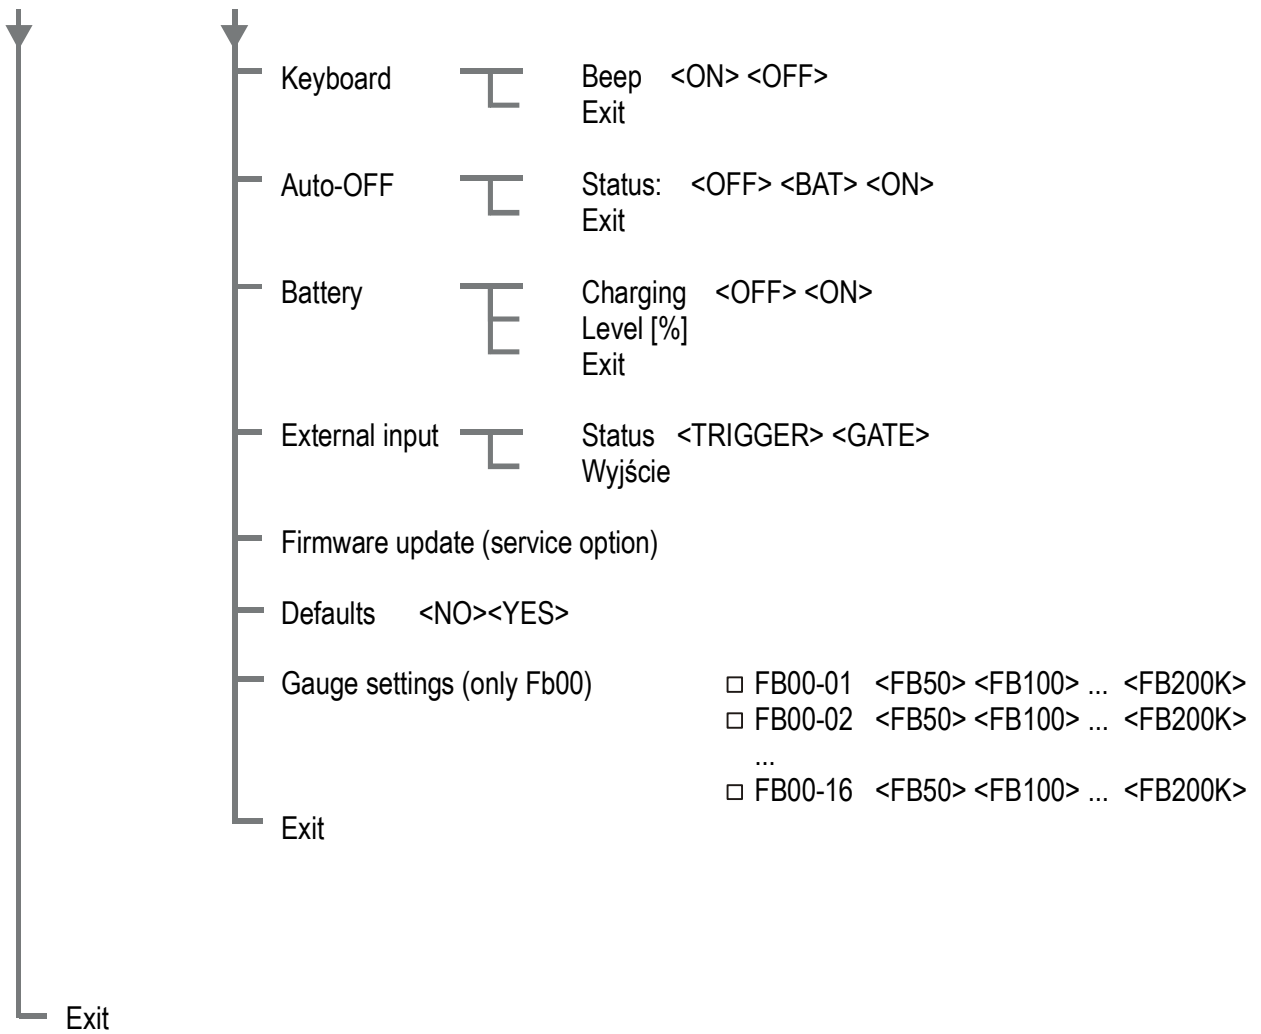 Keyboard Beep <ON> <OFF>
Exit
Auto-OFF Status: <OFF> <BAT> <ON>
Exit
Battery Charging <OFF> <ON>
Level [%]
Exit
External input Status <TRIGGER> <GATE>
Wyjście
Firmware update (service option)
Defaults <NO><YES>
Gauge settings (only Fb00) □ FB00-01 <FB50> <FB100> ... <FB200K>
□ FB00-02 <FB50> <FB100> ... <FB200K>
...
□ FB00-16 <FB50> <FB100> ... <FB200K>
Exit
Exit